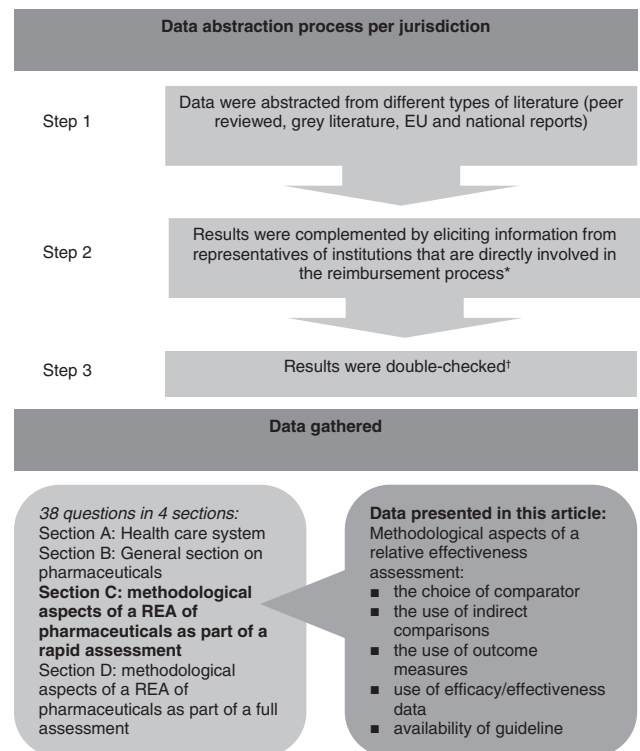 Data abstraction process per jurisdiction
Step 1
Data were abstracted from different types of literature (peer
reviewed, grey literature, EU and national reports)
Step 2
Results were complemented by eliciting information from
representatives of institutions that are directly involved in
the reimbursement process*
Step 3
Results were double-checked†
Data gathered
38 questions in 4 sections:
Section A: Health care system
Section B: General section on
pharmaceuticals
Section C: methodological
aspects of a REA of
pharmaceuticals as part of a
rapid assessment
Section D: methodological
aspects of a REA of
pharmaceuticals as part of a full
assessment
Data presented in this article:
Methodological aspects of a
relative effectiveness
assessment:
■ the choice of comparator
■ the use of indirect
comparisons
■ the use of outcome
measures
■ use of efficacy/effectiveness
data
■ availability of guideline